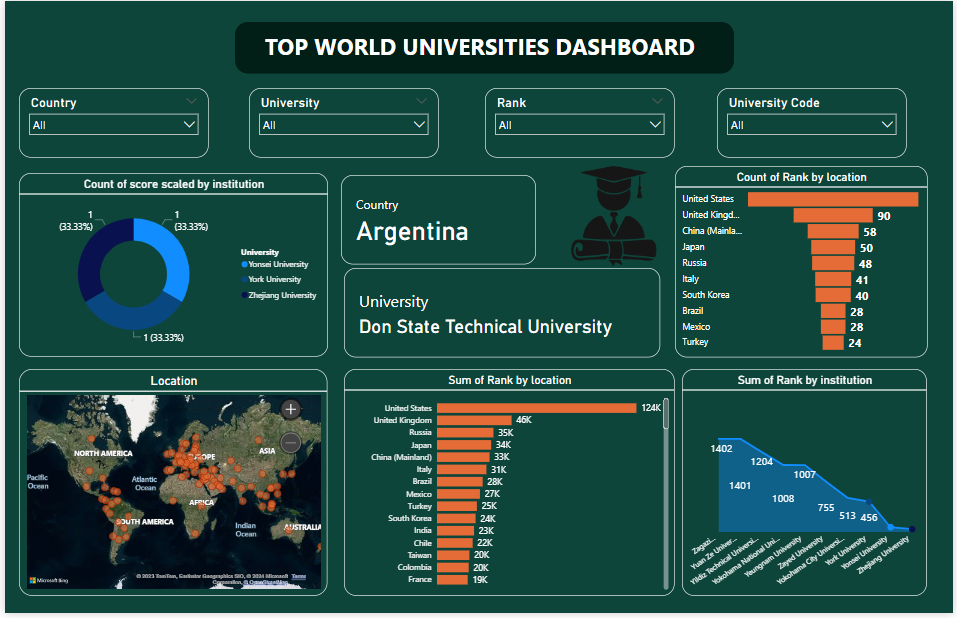 TOP WORLD UNIVERSITIES DASHBOARD
Country
All
University
All
Rank
All
University Code
All
Count of score scaled by institution
1
(33.33%)
1
(33.33%)
1 (33.33%)
University
Yonsei University
York University
Zhejiang University
Country
Argentina
University
Don State Technical University
Count of Rank by location
United States
United Kingd... 90
China (Mainla... 58
Japan 50
Russia 48
Italy 41
South Korea 40
Brazil 28
Mexico 28
Turkey 24
Location
NORTH AMERICA
EUROPE
ASIA
Pacific
Ocean
Atlantic
Ocean
AFRICA
SOUTH AMERICA
Indian
Ocean
AUSTRALIA
Microsoft Bing
© 2023 TomTom, Earthstar Geographics SIO, © 2024 Microsoft Terms
Corporation, © OpenStreetMap
Sum of Rank by location
United States 124K
United Kingdom 46K
Russia 35K
Japan 34K
China (Mainland) 33K
Italy 31K
Brazil 28K
Mexico 27K
Turkey 25K
South Korea 24K
India 23K
Chile 22K
Taiwan 20K
Colombia 20K
France 19K
Sum of Rank by institution
1402
1401
1204
1008
1007
755
513
456
Zagazi...
Yuan Ze Univer...
Yildiz Technical Universi...
Yokohama National Uni...
Yeungnam University
Zayed University
Yokohama City Universi...
York University
Yonsei University
Zhejiang University